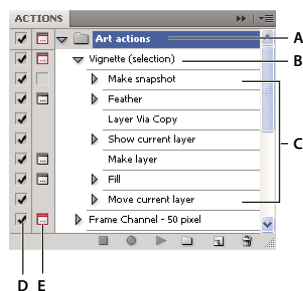 ACTIONS
Art actions
A
Vignette (selection)
B
Make snapshot
Feather
Layer Via Copy
Show current layer
C
Make layer
Fill
Move current layer
Frame Channel - 50 pixel
D E